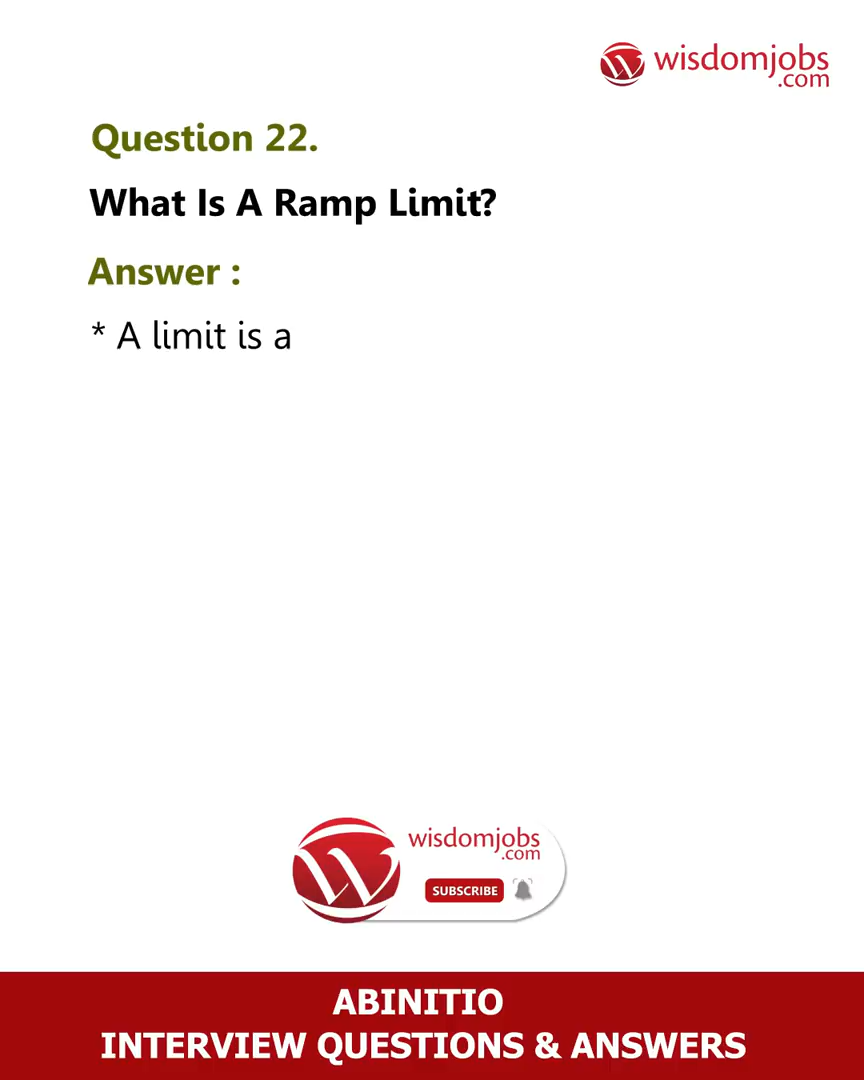 wisdomjobs
.com
Question 22.
What Is A Ramp Limit?
Answer :
* A limit is a
wisdomjobs
.com
SUBSCRIBE
ABINITIO
INTERVIEW QUESTIONS & ANSWERS